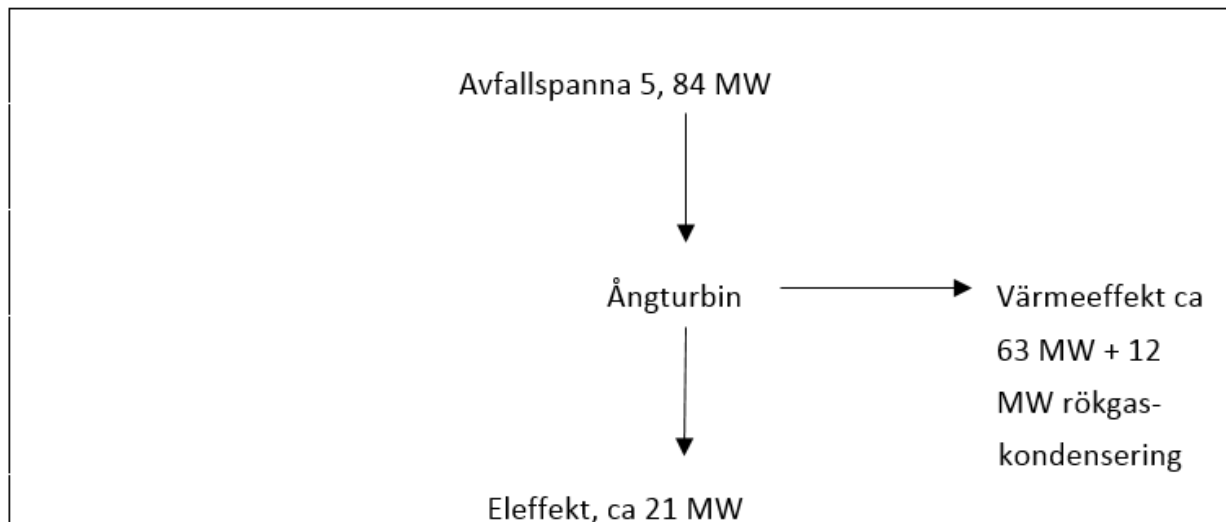 Avfallspanna 5, 84 MW
Ångturbin
Värmeeffekt ca
63 MW + 12
MW rökgas-
kondensering
Eleffekt, ca 21 MW